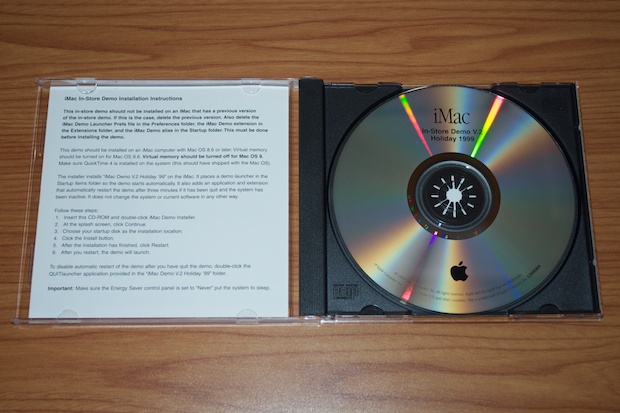 iMac In-Store Demo Installation Instructions
This in-store demo should not be installed on an iMac that has a previous version
of the in-store demo. If this is the case, delete the previous version. Also delete the
iMac Demo Launcher Prefs file in the Preferences folder, the iMac Demo extension in
the Extensions folder, and the iMac Demo alias in the Startup folder. This must be done
before installing the demo.
This demo should be installed on an iMac computer with Mac OS 8.6 or later. Virtual memory
should be turned on for Mac OS 8.6. Virtual memory should be turned off for Mac OS 9.
Make sure QuickTime 4 is installed on the system (this should have shipped with the Mac OS).
The installer installs "iMac Demo V.2 Holiday '99" on the iMac. It places a demo launcher in the
Startup Items folder so the demo starts automatically. It also adds an application and extension
that automatically restart the demo after three minutes if it has been quit and the system has
been inactive. It does not change the system or current software in any other way.
Follow these steps:
1. Insert this CD-ROM and double-click iMac Demo Installer.
2. At the splash screen, click Continue.
3. Choose your startup disk as the installation location.
4. Click the Install button.
5. After the installation has finished, click Restart.
6. After you restart, the demo will launch.
To disable automatic restart of the demo after you have quit the demo, double-click the
QUITlauncher application provided in the "iMac Demo V.2 Holiday '99" folder.
Important: Make sure the Energy Saver control panel is set to "Never" put the system to sleep.
iMac
In-Store Demo V.2
Holiday 1999